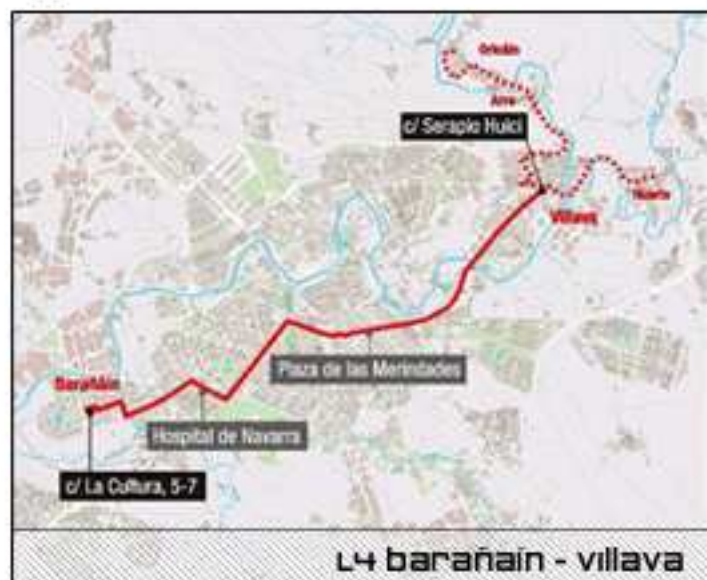 Orikáin
Arre
c/ Serapio Huici
Huarte
Villava
Plaza de las Merindades
Barañáin
Hospital de Navarra
c/ La Cultura, 5-7
L4 barañain - villava